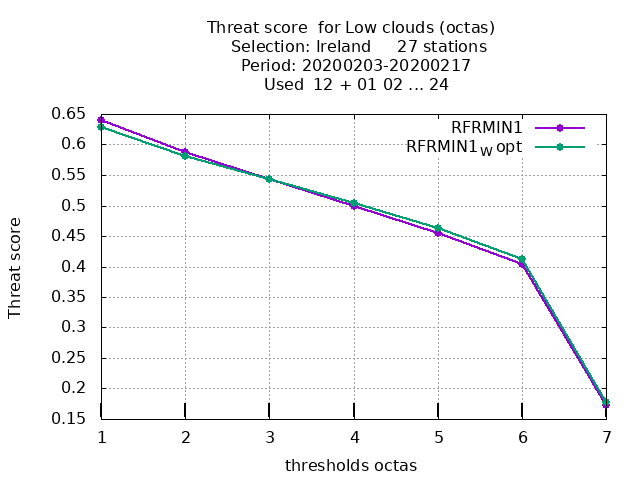 Threat score  for Low clouds (octas)
Selection: Ireland     27 stations
Period: 20200203-20200217
Used  12 + 01 02 ... 24
RFRMIN1
RFRMIN1W opt
0.65
0.6
0.55
0.5
0.45
0.4
0.35
0.3
0.25
0.2
0.15
Threat score
1 2 3 4 5 6 7
thresholds octas